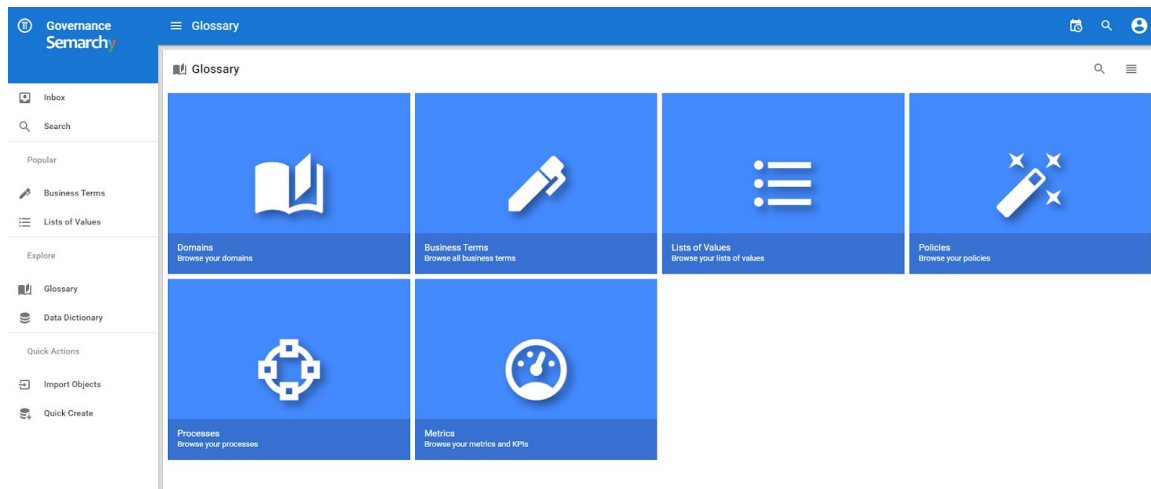 Governance
Semarchy
Glossary
Glossary
Inbox
Search
Popular
Business Terms
Lists of Values
Explore
Glossary
Data Dictionary
Quick Actions
Import Objects
Quick Create
Domains
Browse your domains
Business Terms
Browse all business terms
Lists of Values
Browse your lists of values
Policies
Browse your policies
Processes
Browse your processes
Metrics
Browse your metrics and KPIs